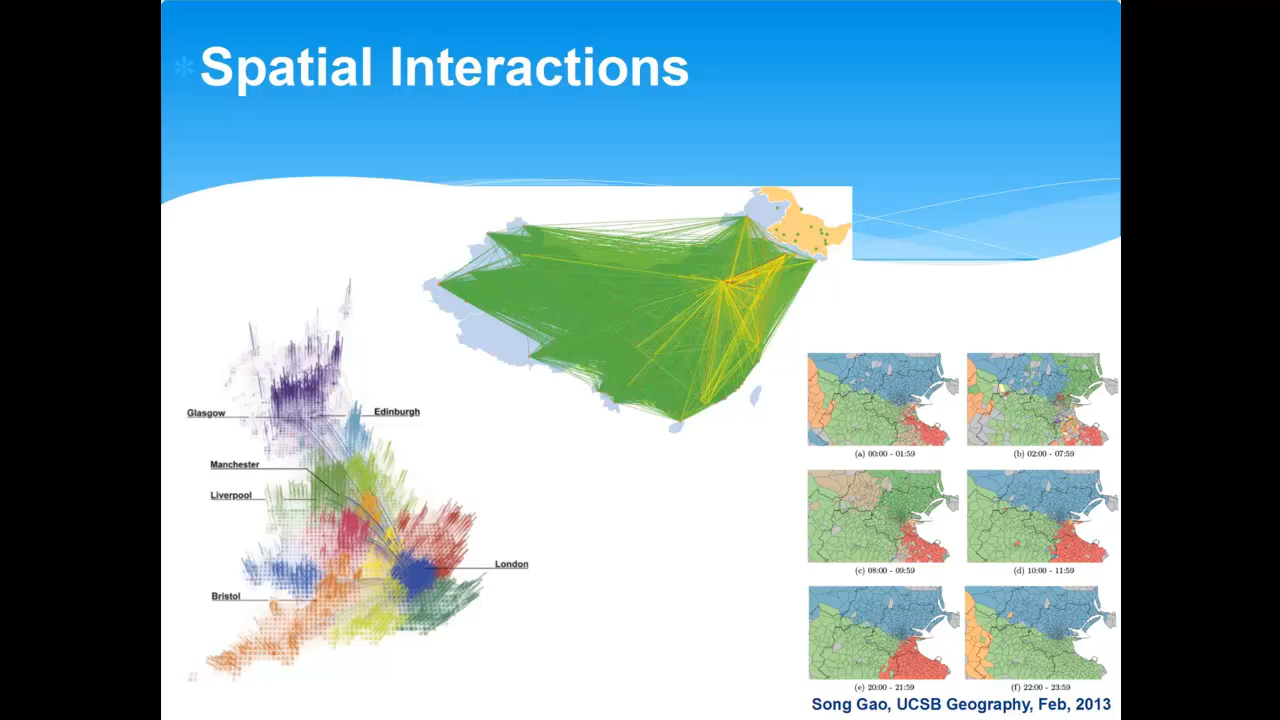 * Spatial Interactions
Glasgow
Edinburgh
Manchester
Liverpool
London
Bristol
(a) 00:00 - 01:59
(b) 02:00 - 07:59
(c) 08:00 - 09:59
(d) 10:00 - 11:59
(e) 20:00 - 21:59
(f) 22:00 - 23:59
Song Gao, UCSB Geography, Feb, 2013